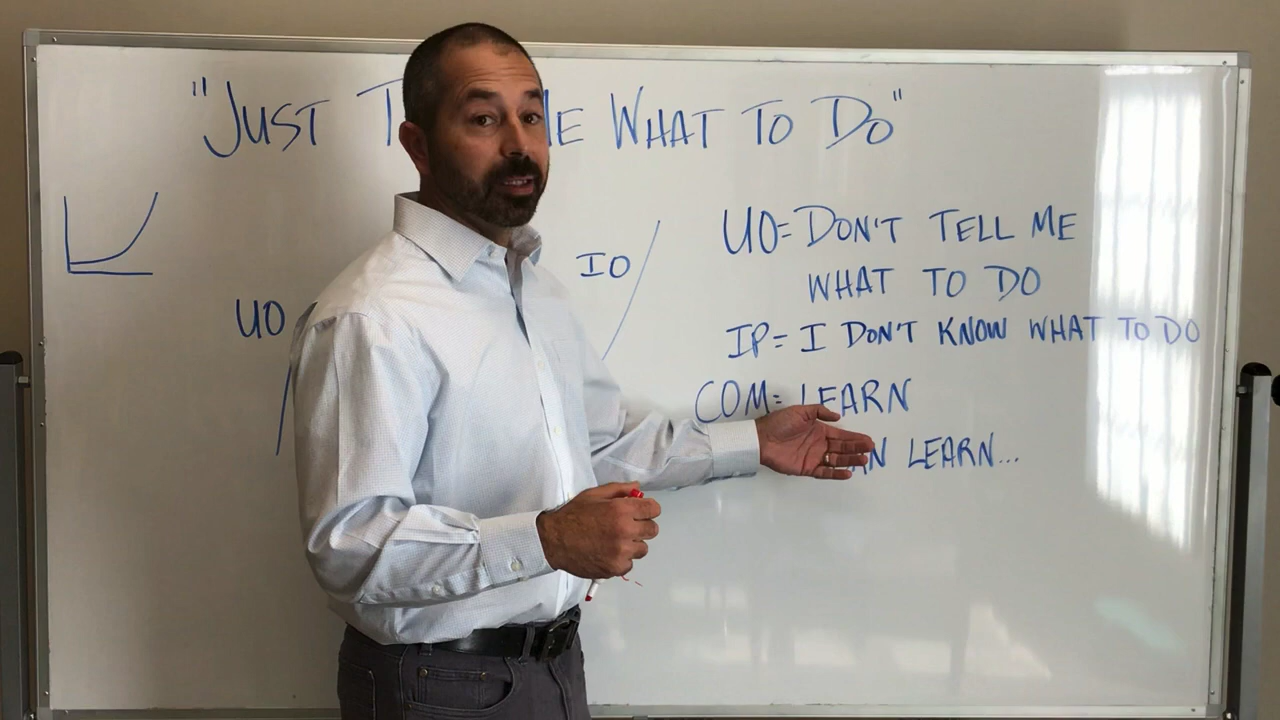 "JUST WHAT TO DO"
UO
IO
UO= DON'T TELL ME
WHAT TO DO
IP= I DON'T KNOW WHAT TO DO
COM= LEARN
LEARN...